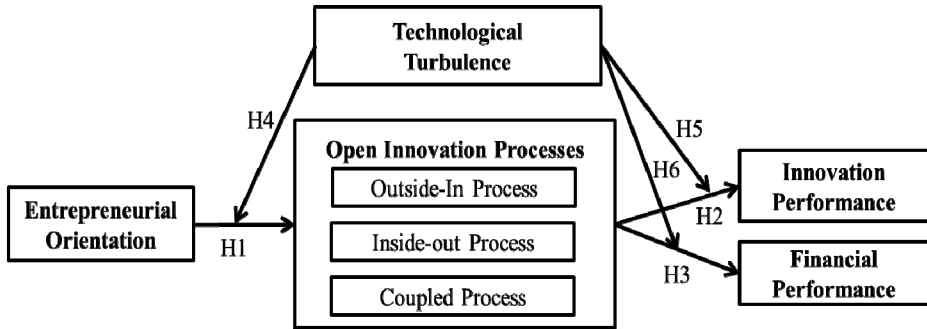 Technological
Turbulence
H4
H5
Open Innovation Processes
H6
Outside-In Process
Innovation
Performance
Entrepreneurial
Orientation
H2
H1
Inside-out Process
H3
Financial
Performance
Coupled Process